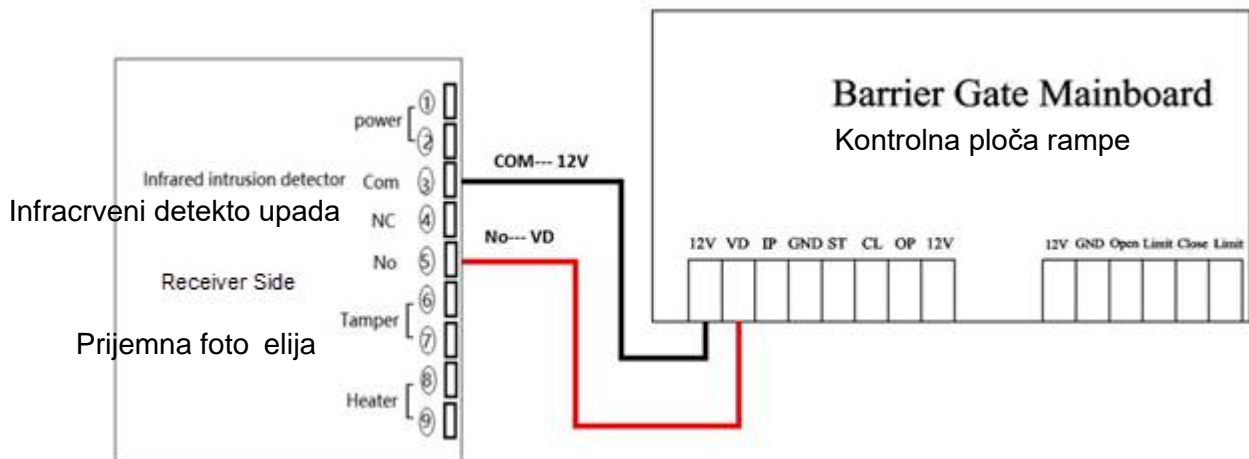 Barrier Gate Mainboard
Kontrolna ploča rampe
power
①
②
Infrared intrusion detector Com ③
Infracrveni detekto upada
NC ④
No ⑤
Receiver Side
Prijemna foto elija
Tamper
⑥
⑦
Heater
⑧
⑨
COM--- 12V
No--- VD
12V VD IP GND ST CL OP 12V
12V GND Open Limit Close Limit